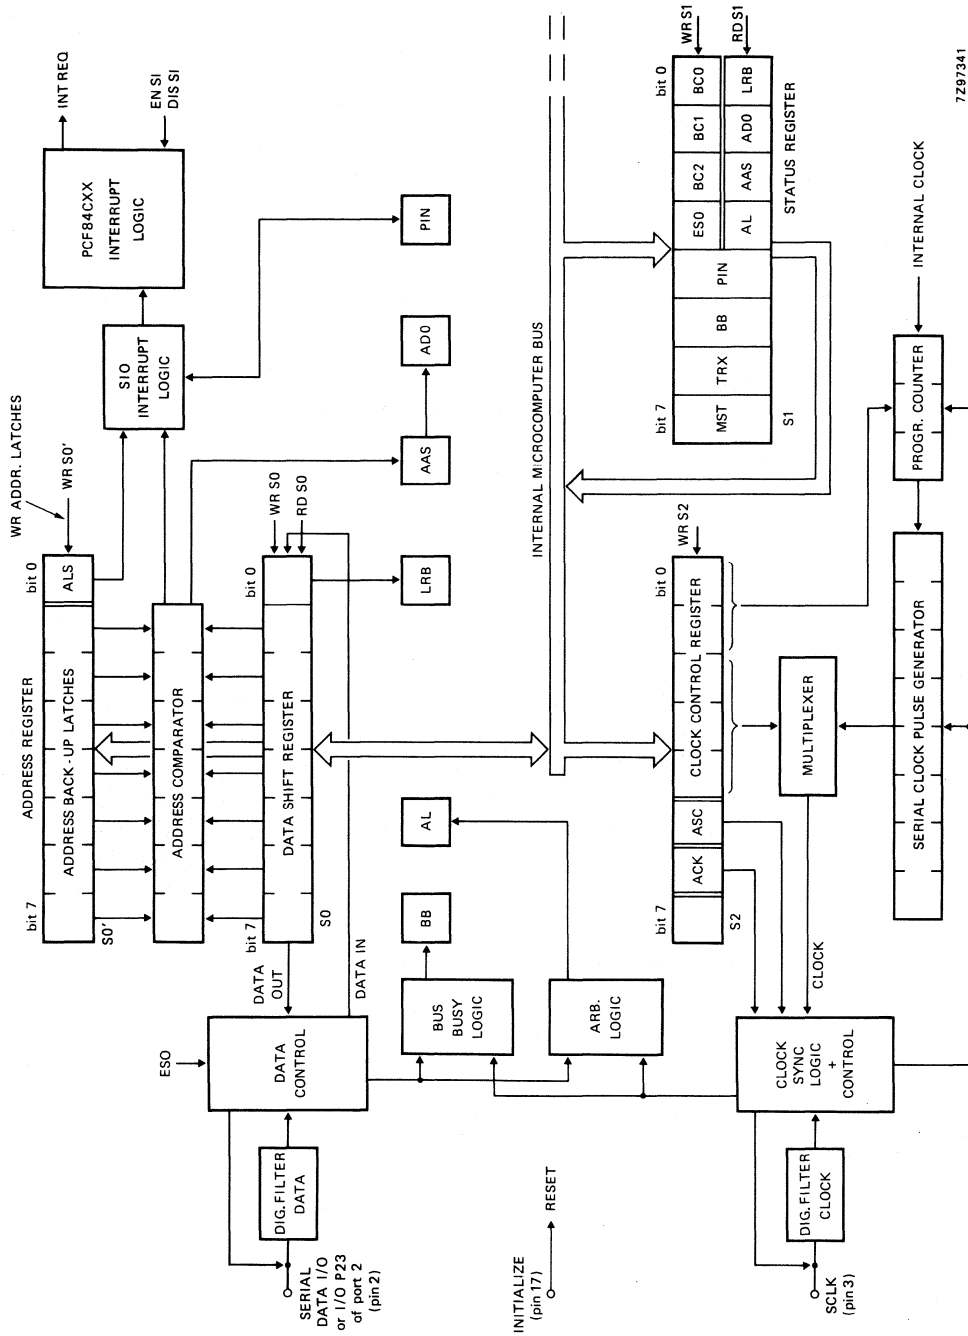 WR ADDR. LATCHES
WR S0'
INT REQ
EN SI
DIS SI
PCF84CXX
INTERRUPT
LOGIC
SIO
INTERRUPT
LOGIC
ADDRESS REGISTER
bit 7
bit 0
ADDRESS BACK-UP LATCHES
ALS
S0'
ADDRESS COMPARATOR
bit 7
bit 0
DATA SHIFT REGISTER
S0
WR S0
RD S0
DATA
OUT
DATA IN
ESO
DATA
CONTROL
DIG. FILTER
DATA
SERIAL
DATA I/O
or I/O P23
of port 2
(pin 2)
BUS
BUSY
LOGIC
BB
AL
LRB
AAS
AD0
PIN
ARB.
LOGIC
INITIALIZE
(pin 17)
RESET
INTERNAL MICROCOMPUTER BUS
bit 7
bit 0
CLOCK CONTROL REGISTER
ACK
ASC
S2
WR S2
bit 7
bit 0
MST
TRX
BB
PIN
ES0
BC2
BC1
BC0
AL
AAS
AD0
LRB
WR S1
RD S1
S1
STATUS REGISTER
MULTIPLEXER
CLOCK
CLOCK
SYNC
LOGIC
+
CONTROL
DIG. FILTER
CLOCK
SCLK
(pin 3)
SERIAL CLOCK PULSE GENERATOR
PROGR. COUNTER
INTERNAL CLOCK
7Z97341